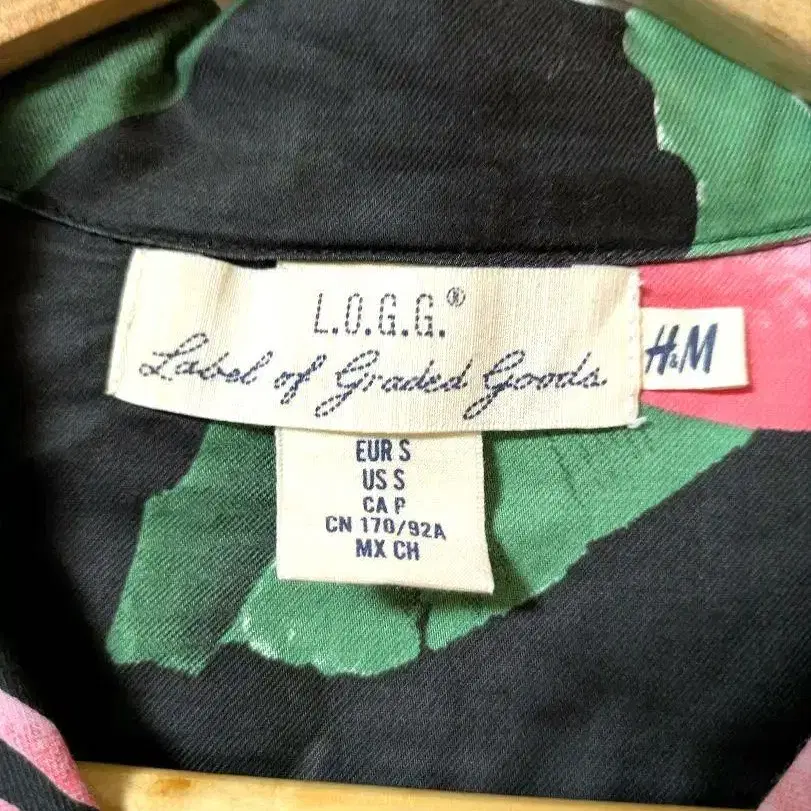 L.O.G.G.®
Label of Graded Goods
H&M
EUR S
US S
CA P
CN 170/92A
MX CH